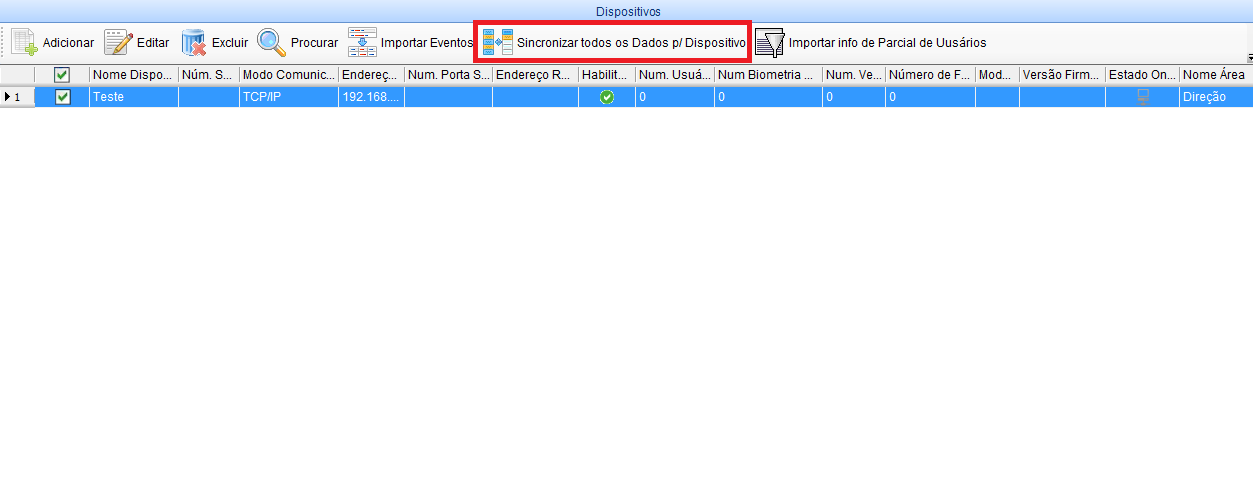 Dispositivos
Adicionar Editar Excluir Procurar Importar Eventos Sincronizar todos os Dados p/ Dispositivo Importar info de Parcial de Uusários
Nome Dispo... Núm. S... Modo Comunic... Endereç... Num. Porta S... Endereço R... Habilit... Num. Usuá... Num Biometria ... Num. Ve... Número de F... Mod... Versão Firm... Estado On... Nome Área
1 Teste TCP/IP 192.168.... 0 0 0 0 Direção